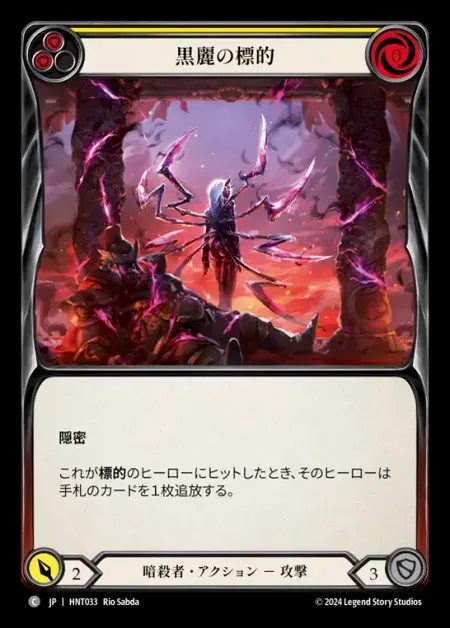 黒麗の標的
0
隠密
これが標的のヒーローにヒットしたとき、そのヒーローは
手札のカードを1枚追放する。
2
暗殺者・アクション － 攻撃
3
C JP | HNT033 Rio Sabda
© 2024 Legend Story Studios